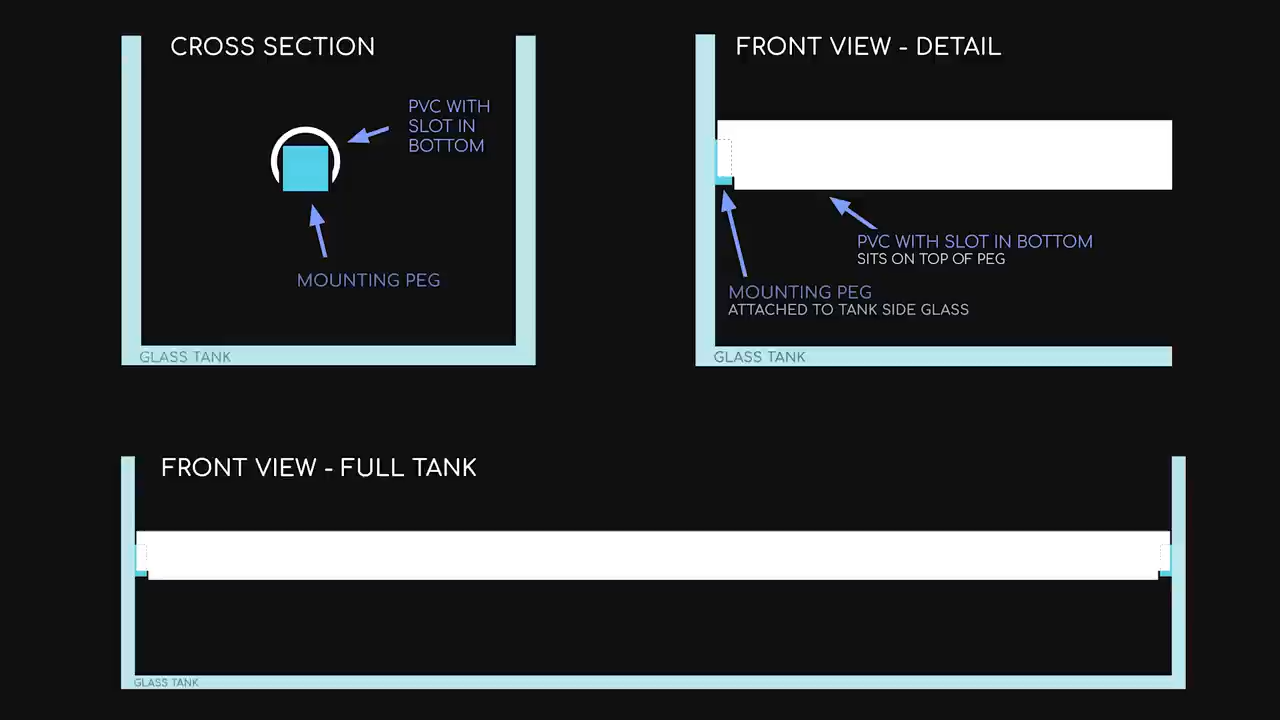 CROSS SECTION
PVC WITH
SLOT IN
BOTTOM
MOUNTING PEG
GLASS TANK
FRONT VIEW - DETAIL
PVC WITH SLOT IN BOTTOM
SITS ON TOP OF PEG
MOUNTING PEG
ATTACHED TO TANK SIDE GLASS
GLASS TANK
FRONT VIEW - FULL TANK
GLASS TANK